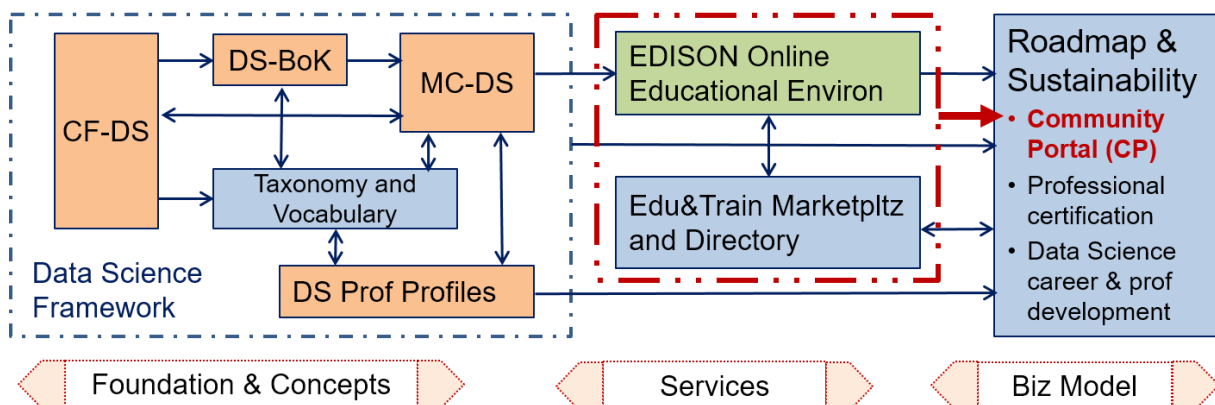 CF-DS
DS-BoK
MC-DS
Taxonomy and
Vocabulary
DS Prof Profiles
Data Science
Framework
EDISON Online
Educational Environ
Edu&Train Marketpltz
and Directory
Roadmap &
Sustainability
• Community
Portal (CP)
• Professional
certification
• Data Science
career & prof
development
Foundation & Concepts
Services
Biz Model